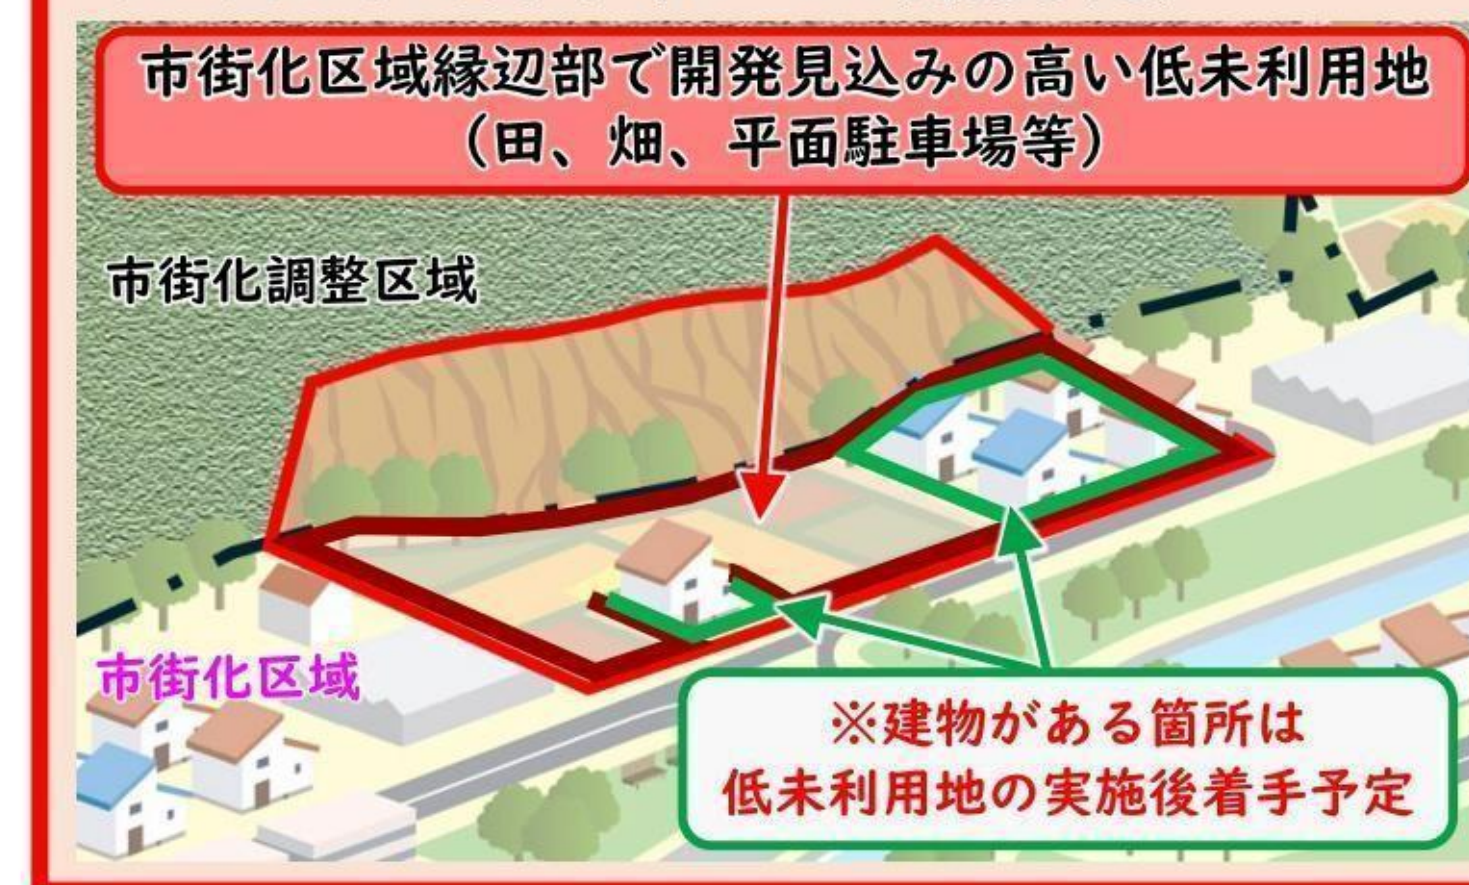 市街化区域縁辺部で開発見込みの高い低未利用地
（田、畑、平面駐車場等）
市街化調整区域
市街化区域
※建物がある箇所は
低未利用地の実施後着手予定